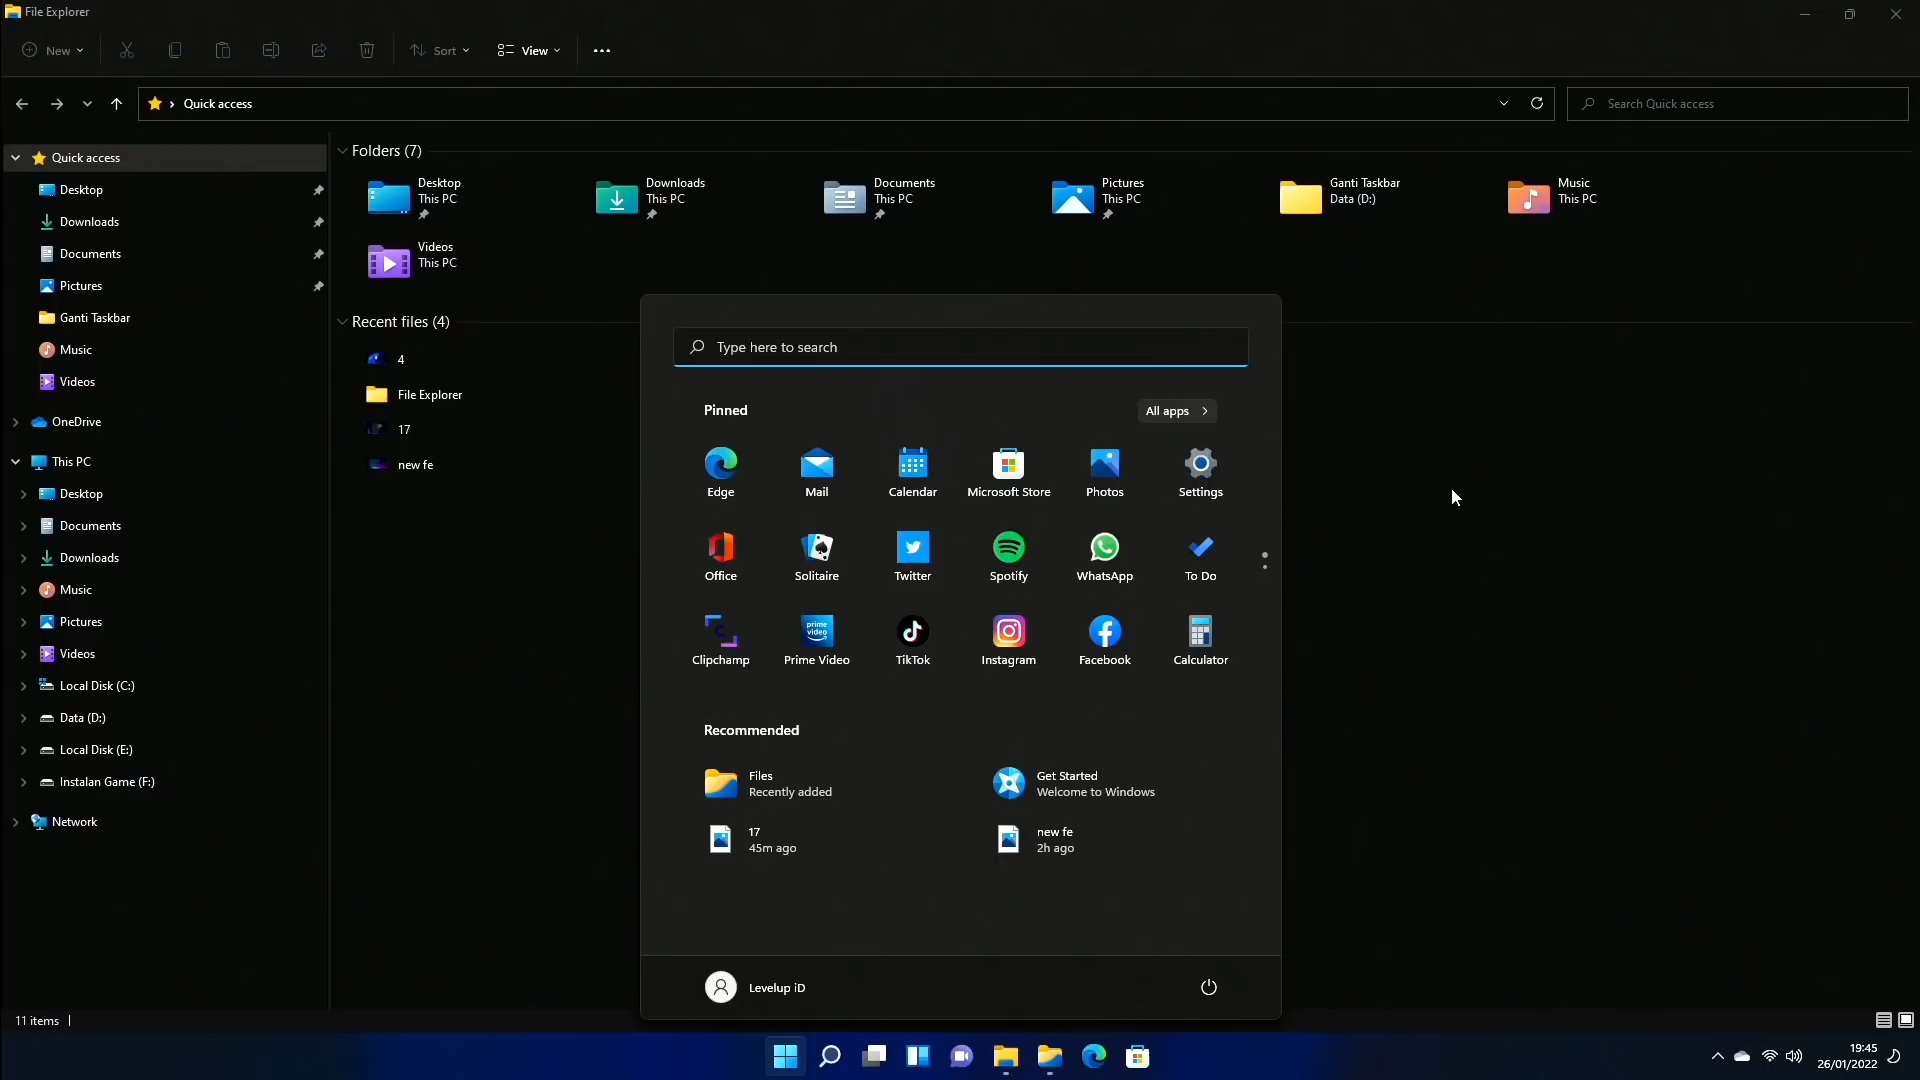 File Explorer
New
Sort
View
Quick access
Search Quick access
Quick access
Desktop
Downloads
Documents
Pictures
Ganti Taskbar
Music
Videos
OneDrive
This PC
Desktop
Documents
Downloads
Music
Pictures
Videos
Local Disk (C:)
Data (D:)
Local Disk (E:)
Instalan Game (F:)
Network
Folders (7)
Desktop
This PC
Downloads
This PC
Documents
This PC
Pictures
This PC
Ganti Taskbar
Data (D:)
Music
This PC
Videos
This PC
Recent files (4)
4
File Explorer
17
new fe
Type here to search
Pinned
All apps
Edge
Mail
Calendar
Microsoft Store
Photos
Settings
Office
Solitaire
Twitter
Spotify
WhatsApp
To Do
prime
video
Clipchamp
Prime Video
TikTok
Instagram
Facebook
Calculator
Recommended
Files
Recently added
Get Started
Welcome to Windows
17
45m ago
new fe
2h ago
Levelup iD
11 items
19:45
26/01/2022